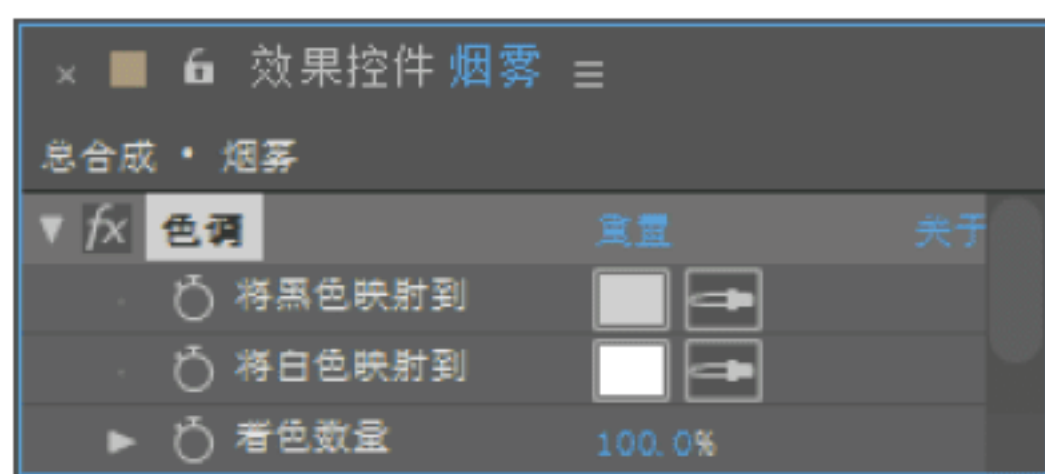 × 效果控件 烟雾 ≡
总合成 • 烟雾
fx 色调 重置 关于
将黑色映射到
将白色映射到
着色数量 100.0%